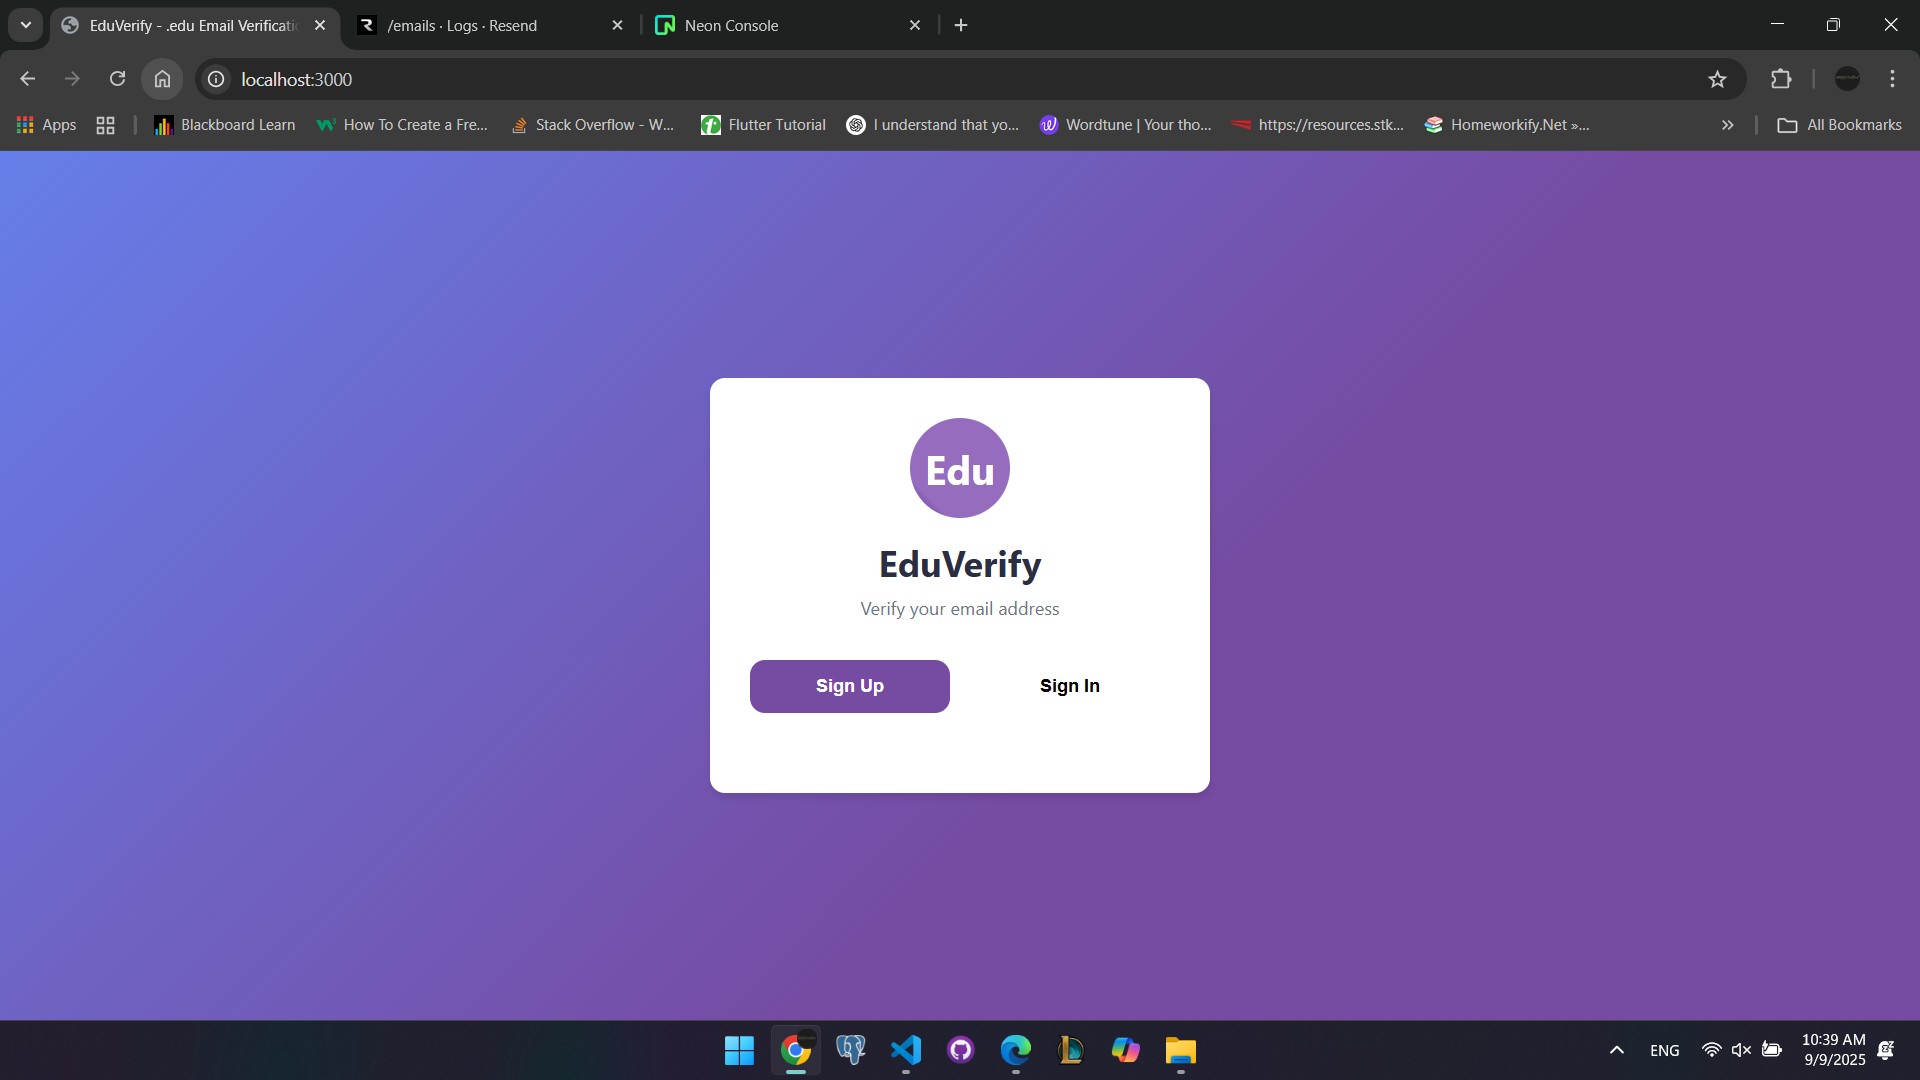 EduVerify - .edu Email Verificati
/emails · Logs · Resend
Neon Console
localhost:3000
Apps
Blackboard Learn
How To Create a Fre...
Stack Overflow - W...
Flutter Tutorial
I understand that yo...
Wordtune | Your tho...
https://resources.stk...
Homeworkify.Net »...
All Bookmarks
Edu
EduVerify
Verify your email address
Sign Up
Sign In
ENG
10:39 AM
9/9/2025